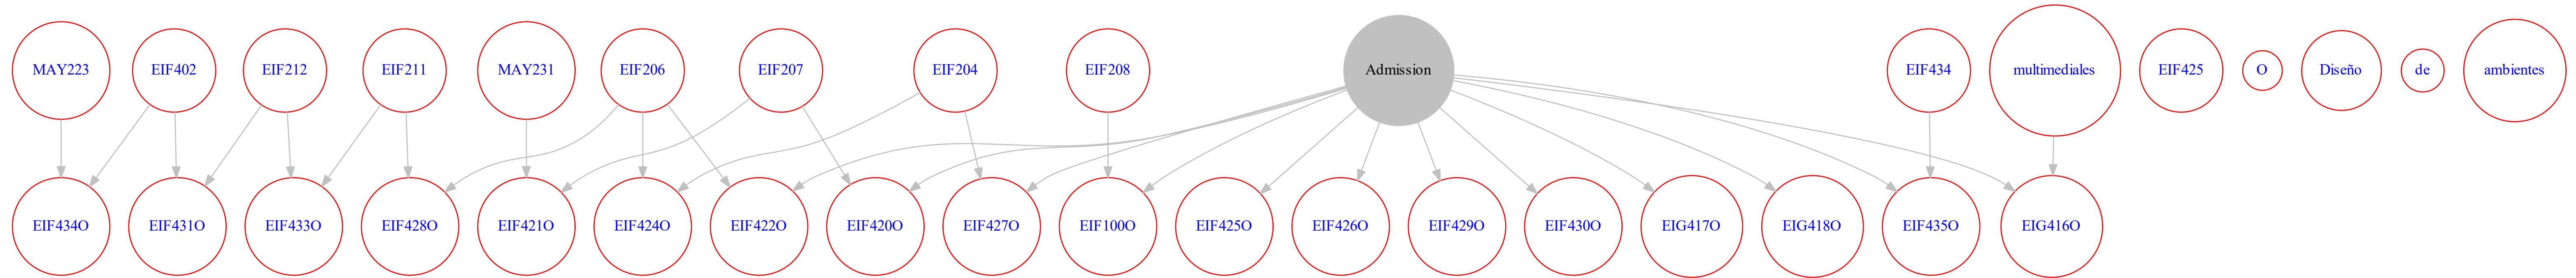 MAY223
EIF402
EIF212
EIF211
MAY231
EIF206
EIF207
EIF204
EIF208
Admission
EIF434
multimediales
EIF425
O
Diseño
de
ambientes
EIF434O
EIF431O
EIF433O
EIF428O
EIF421O
EIF424O
EIF422O
EIF420O
EIF427O
EIF100O
EIF425O
EIF426O
EIF429O
EIF430O
EIG417O
EIG418O
EIF435O
EIG416O